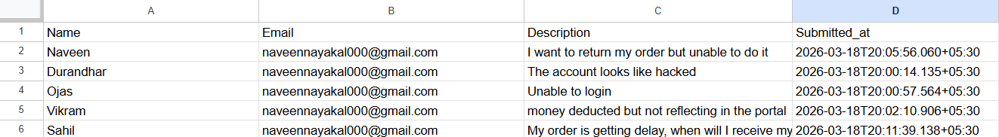 A B C D
1 Name Email Description Submitted_at
2 Naveen naveennayakal000@gmail.com I want to return my order but unable to do it 2026-03-18T20:05:56.060+05:30
3 Durandhar naveennayakal000@gmail.com The account looks like hacked 2026-03-18T20:00:14.135+05:30
4 Ojas naveennayakal000@gmail.com Unable to login 2026-03-18T20:00:57.564+05:30
5 Vikram naveennayakal000@gmail.com money deducted but not reflecting in the portal 2026-03-18T20:02:10.906+05:30
6 Sahil naveennayakal000@gmail.com My order is getting delay, when will I receive my 2026-03-18T20:11:39.138+05:30